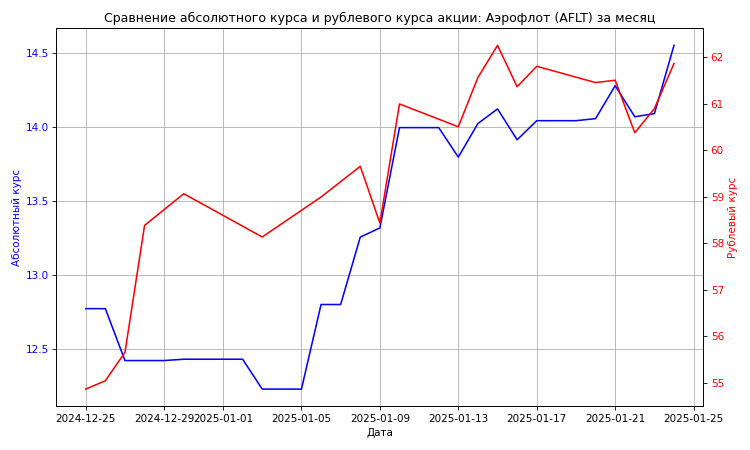 Сравнение абсолютного курса и рублевого курса акции: Аэрофлот (AFLT) за месяц
Абсолютный курс
14.5
14.0
13.5
13.0
12.5
62
61
60
59
58
57
56
55
Рублевый курс
2024-12-25 2024-12-29 2025-01-01 2025-01-05 2025-01-09 2025-01-13 2025-01-17 2025-01-21 2025-01-25
Дата